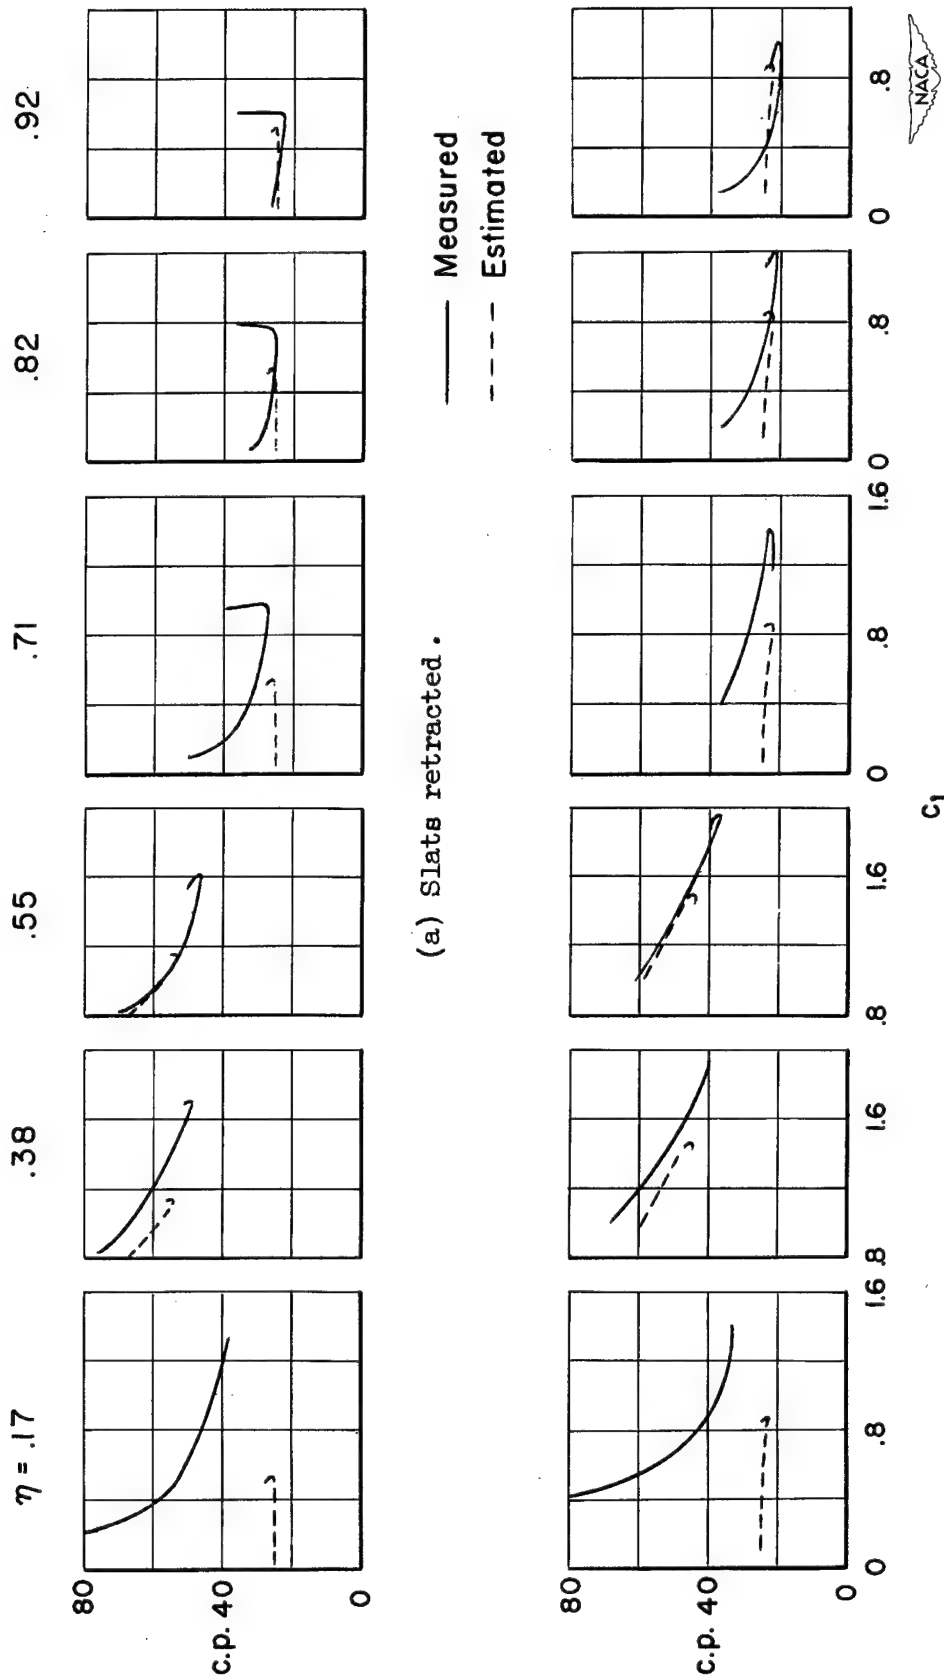 η = .17 .38 .55 .71 .82 .92
80
c.p. 40
0
(a) Slats retracted.
Measured
Estimated
80
c.p. 40
0
0 .8 1.6 .8 1.6 .8 1.6 0 .8 1.6 0 .8 0 .8
c₁
NACA